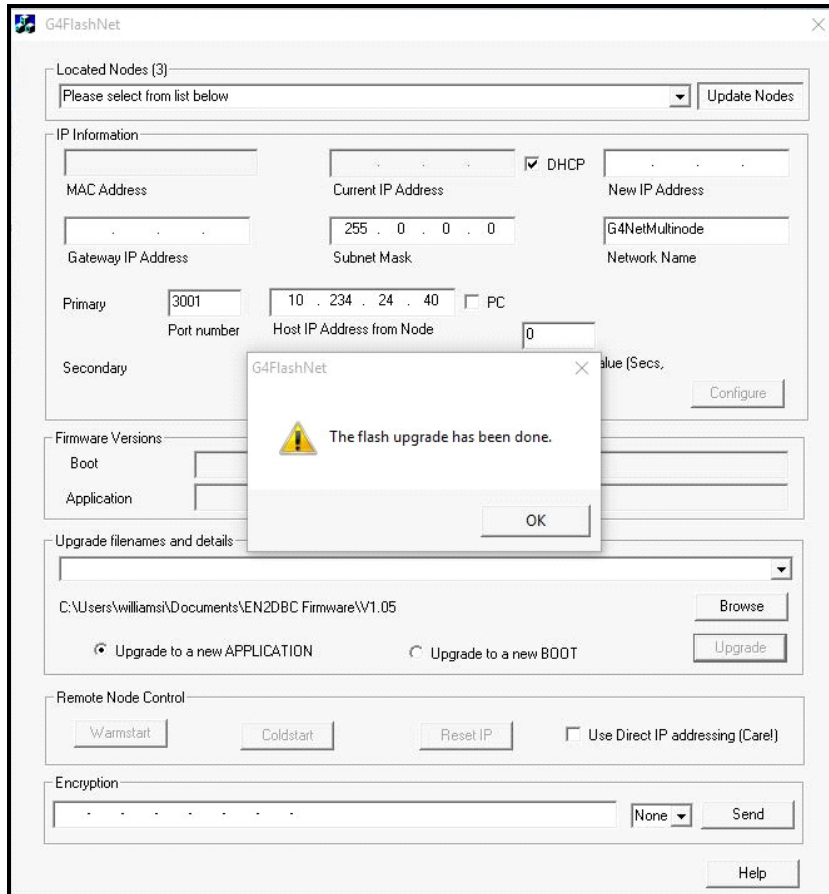 G4FlashNet
Located Nodes (3)
Please select from list below
Update Nodes
IP Information
DHCP
MAC Address
Current IP Address
New IP Address
255 . 0 . 0 . 0
G4NetMultinode
Gateway IP Address
Subnet Mask
Network Name
Primary
3001
10 . 234 . 24 . 40
PC
Port number
Host IP Address from Node
0
Secondary
alue (Secs,
Configure
G4FlashNet
The flash upgrade has been done.
OK
Firmware Versions
Boot
Application
Upgrade filenames and details
C:\Users\williamsi\Documents\EN2DBC Firmware\V1.05
Browse
Upgrade to a new APPLICATION
Upgrade to a new BOOT
Upgrade
Remote Node Control
Warmstart
Coldstart
Reset IP
Use Direct IP addressing (Care!)
Encryption
- - - - - - -
None
Send
Help